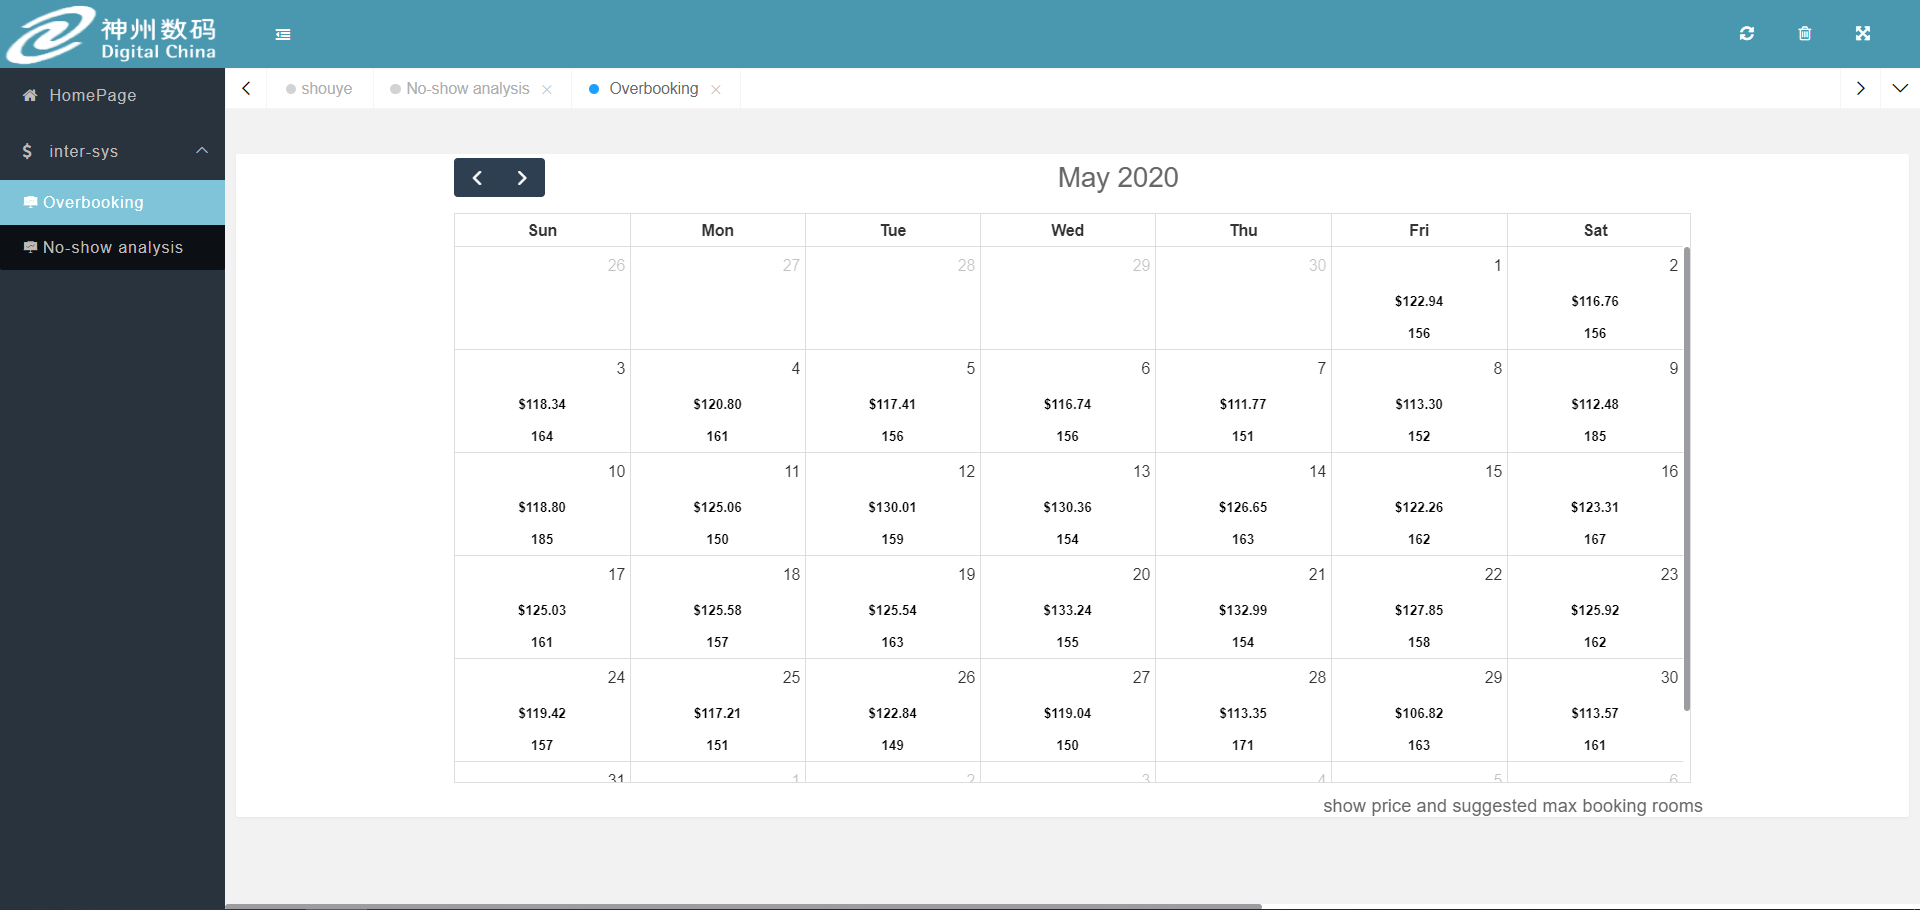 神州数码
Digital China
HomePage
$ inter-sys
Overbooking
No-show analysis
shouye No-show analysis × Overbooking ×
May 2020
Sun Mon Tue Wed Thu Fri Sat
26 27 28 29 30 1 2
$122.94 $116.76
156 156
3 4 5 6 7 8 9
$118.34 $120.80 $117.41 $116.74 $111.77 $113.30 $112.48
164 161 156 156 151 152 185
10 11 12 13 14 15 16
$118.80 $125.06 $130.01 $130.36 $126.65 $122.26 $123.31
185 150 159 154 163 162 167
17 18 19 20 21 22 23
$125.03 $125.58 $125.54 $133.24 $132.99 $127.85 $125.92
161 157 163 155 154 158 162
24 25 26 27 28 29 30
$119.42 $117.21 $122.84 $119.04 $113.35 $106.82 $113.57
157 151 149 150 171 163 161
31 1 2 3 4 5 6
show price and suggested max booking rooms